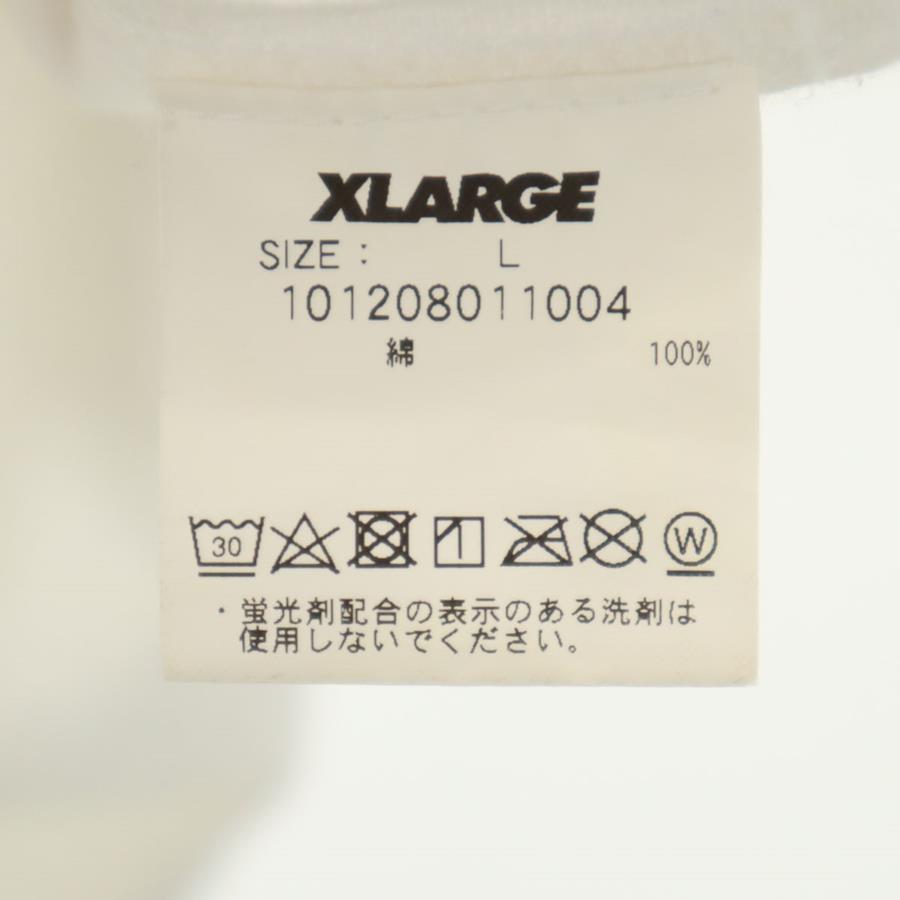 XLARGE
SIZE : L
101208011004
綿 100%
30 W
・蛍光剤配合の表示のある洗剤は
使用しないでください。